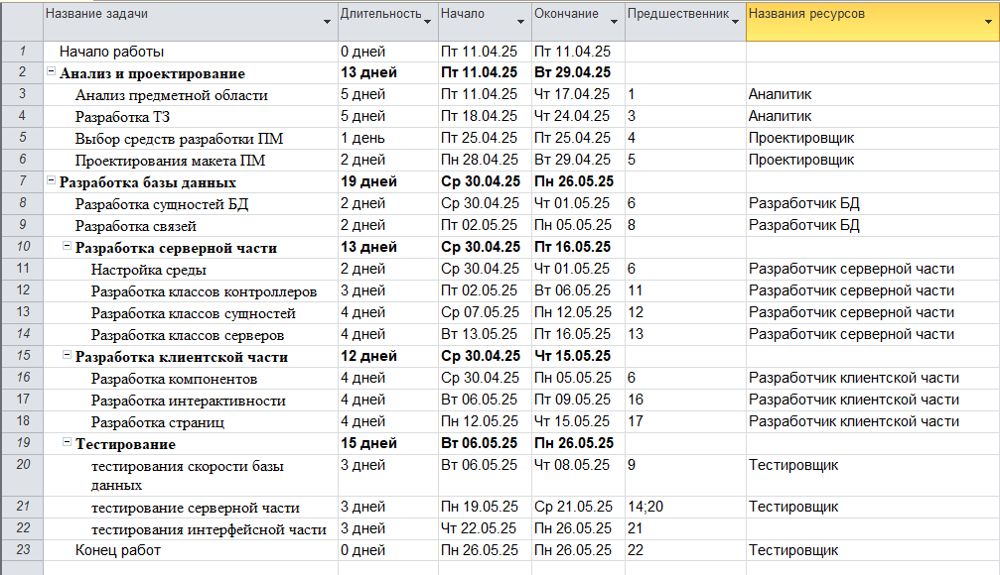 Название задачи Длительность Начало Окончание Предшественник Названия ресурсов
1 Начало работы 0 дней Пт 11.04.25 Пт 11.04.25
2 Анализ и проектирование 13 дней Пт 11.04.25 Вт 29.04.25
3 Анализ предметной области 5 дней Пт 11.04.25 Чт 17.04.25 1 Аналитик
4 Разработка ТЗ 5 дней Пт 18.04.25 Чт 24.04.25 3 Аналитик
5 Выбор средств разработки ПМ 1 день Пт 25.04.25 Пт 25.04.25 4 Проектировщик
6 Проектирования макета ПМ 2 дней Пн 28.04.25 Вт 29.04.25 5 Проектировщик
7 Разработка базы данных 19 дней Ср 30.04.25 Пн 26.05.25
8 Разработка сущностей БД 2 дней Ср 30.04.25 Чт 01.05.25 6 Разработчик БД
9 Разработка связей 2 дней Пт 02.05.25 Пн 05.05.25 8 Разработчик БД
10 Разработка серверной части 13 дней Ср 30.04.25 Пт 16.05.25
11 Настройка среды 2 дней Ср 30.04.25 Чт 01.05.25 6 Разработчик серверной части
12 Разработка классов контроллеров 3 дней Пт 02.05.25 Вт 06.05.25 11 Разработчик серверной части
13 Разработка классов сущностей 4 дней Ср 07.05.25 Пн 12.05.25 12 Разработчик серверной части
14 Разработка классов серверов 4 дней Вт 13.05.25 Пт 16.05.25 13 Разработчик серверной части
15 Разработка клиентской части 12 дней Ср 30.04.25 Чт 15.05.25
16 Разработка компонентов 4 дней Ср 30.04.25 Пн 05.05.25 6 Разработчик клиентской части
17 Разработка интерактивности 4 дней Вт 06.05.25 Пт 09.05.25 16 Разработчик клиентской части
18 Разработка страниц 4 дней Пн 12.05.25 Чт 15.05.25 17 Разработчик клиентской части
19 Тестирование 15 дней Вт 06.05.25 Пн 26.05.25
20 тестирования скорости базы 3 дней Вт 06.05.25 Чт 08.05.25 9 Тестировщик
данных
21 тестирование серверной части 3 дней Пн 19.05.25 Ср 21.05.25 14;20 Тестировщик
22 тестирования интерфейсной части 3 дней Чт 22.05.25 Пн 26.05.25 21
23 Конец работ 0 дней Пн 26.05.25 Пн 26.05.25 22 Тестировщик